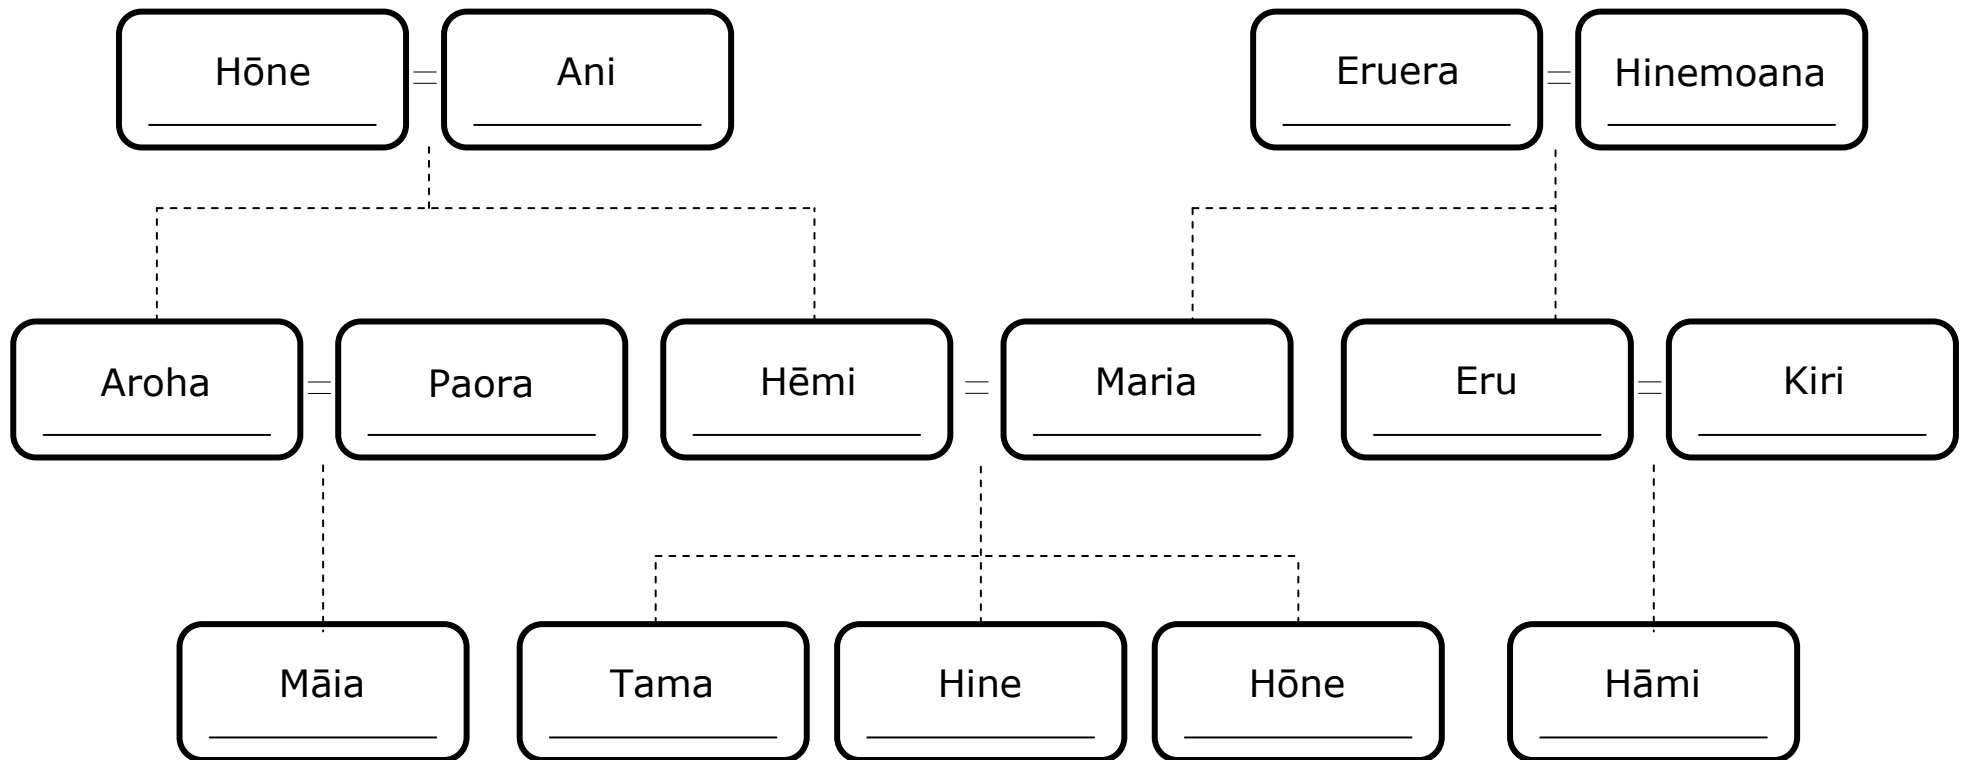 Hōne = Ani
Eruera = Hinemoana
Aroha = Paora
Hēmi = Maria
Eru = Kiri
Māia
Tama
Hine
Hōne
Hāmi